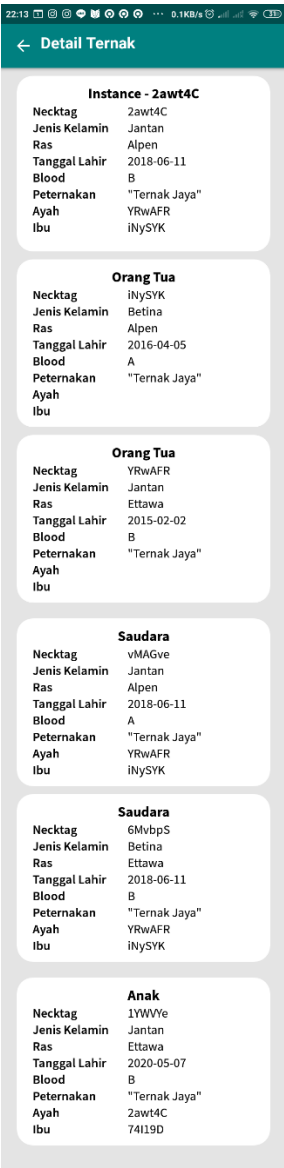 22:13 ··· 0.1KB/s 31
← Detail Ternak
Instance - 2awt4C
Necktag 2awt4C
Jenis Kelamin Jantan
Ras Alpen
Tanggal Lahir 2018-06-11
Blood B
Peternakan "Ternak Jaya"
Ayah YRwAFR
Ibu iNySYK
Orang Tua
Necktag iNySYK
Jenis Kelamin Betina
Ras Alpen
Tanggal Lahir 2016-04-05
Blood A
Peternakan "Ternak Jaya"
Ayah
Ibu
Orang Tua
Necktag YRwAFR
Jenis Kelamin Jantan
Ras Ettawa
Tanggal Lahir 2015-02-02
Blood B
Peternakan "Ternak Jaya"
Ayah
Ibu
Saudara
Necktag vMAGve
Jenis Kelamin Jantan
Ras Alpen
Tanggal Lahir 2018-06-11
Blood A
Peternakan "Ternak Jaya"
Ayah YRwAFR
Ibu iNySYK
Saudara
Necktag 6MvbpS
Jenis Kelamin Betina
Ras Ettawa
Tanggal Lahir 2018-06-11
Blood B
Peternakan "Ternak Jaya"
Ayah YRwAFR
Ibu iNySYK
Anak
Necktag 1YWVYe
Jenis Kelamin Jantan
Ras Ettawa
Tanggal Lahir 2020-05-07
Blood B
Peternakan "Ternak Jaya"
Ayah 2awt4C
Ibu 74I19D